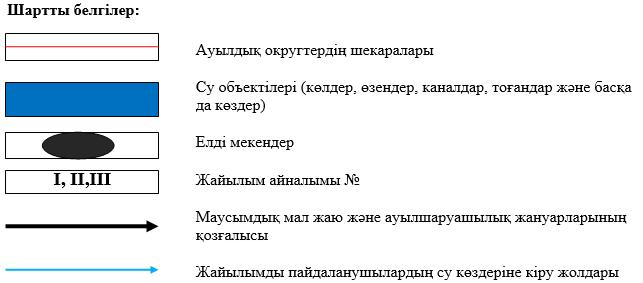 Шартты белгілер:
Ауылдық округтердің шекаралары
Су объектілері (көлдер, өзендер, каналдар, тоғандар және басқа
да көздер)
Елді мекендер
I, II,III
Жайылым айналымы №
Маусымдық мал жаю және ауылшаруашылық жануарларының
қозғалысы
Жайылымды пайдаланушылардың су көздеріне кіру жолдары